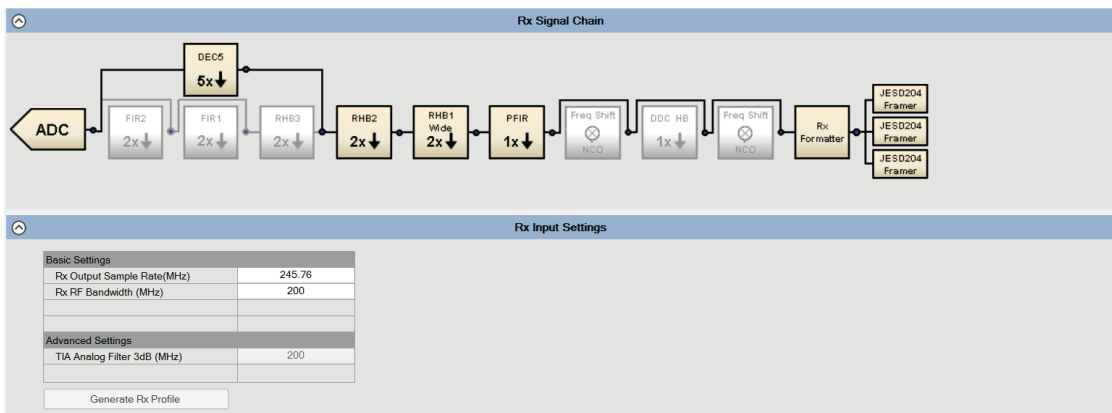 Rx Signal Chain
DEC5
5x
ADC
FIR2
2x
FIR1
2x
RHB3
2x
RHB2
2x
RHB1
Wide
2x
PFIR
1x
Freq Shift
NCO
DDC HB
1x
Freq Shift
NCO
Rx
Formatter
JESD204
Framer
JESD204
Framer
JESD204
Framer
Rx Input Settings
Basic Settings
Rx Output Sample Rate(MHz) 245.76
Rx RF Bandwidth (MHz) 200
Advanced Settings
TIA Analog Filter 3dB (MHz) 200
Generate Rx Profile